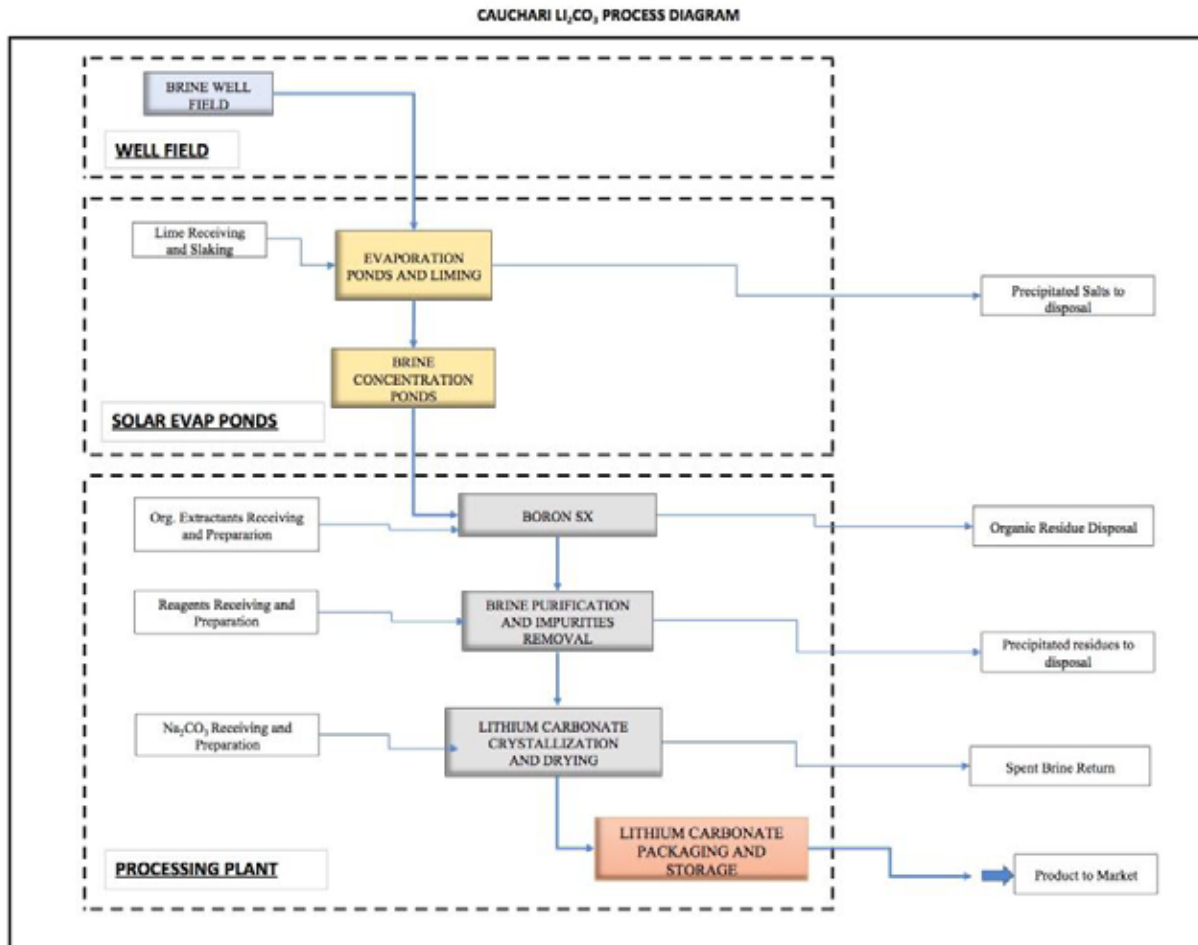 CAUCHARI LI₂CO₃ PROCESS DIAGRAM
BRINE WELL
FIELD
WELL FIELD
Lime Receiving
and Slaking
EVAPORATION
PONDS AND LIMING
Precipitated Salts to
disposal
BRINE
CONCENTRATION
PONDS
SOLAR EVAP PONDS
Org. Extractants Receiving
and Prepararion
BORON SX
Organic Residue Disposal
Reagents Receiving and
Preparation
BRINE PURIFICATION
AND IMPURITIES
REMOVAL
Precipitated residues to
disposal
Na₂CO₃ Receiving and
Preparation
LITHIUM CARBONATE
CRYSTALLIZATION
AND DRYING
Spent Brine Return
LITHIUM CARBONATE
PACKAGING AND
STORAGE
PROCESSING PLANT
Product to Market